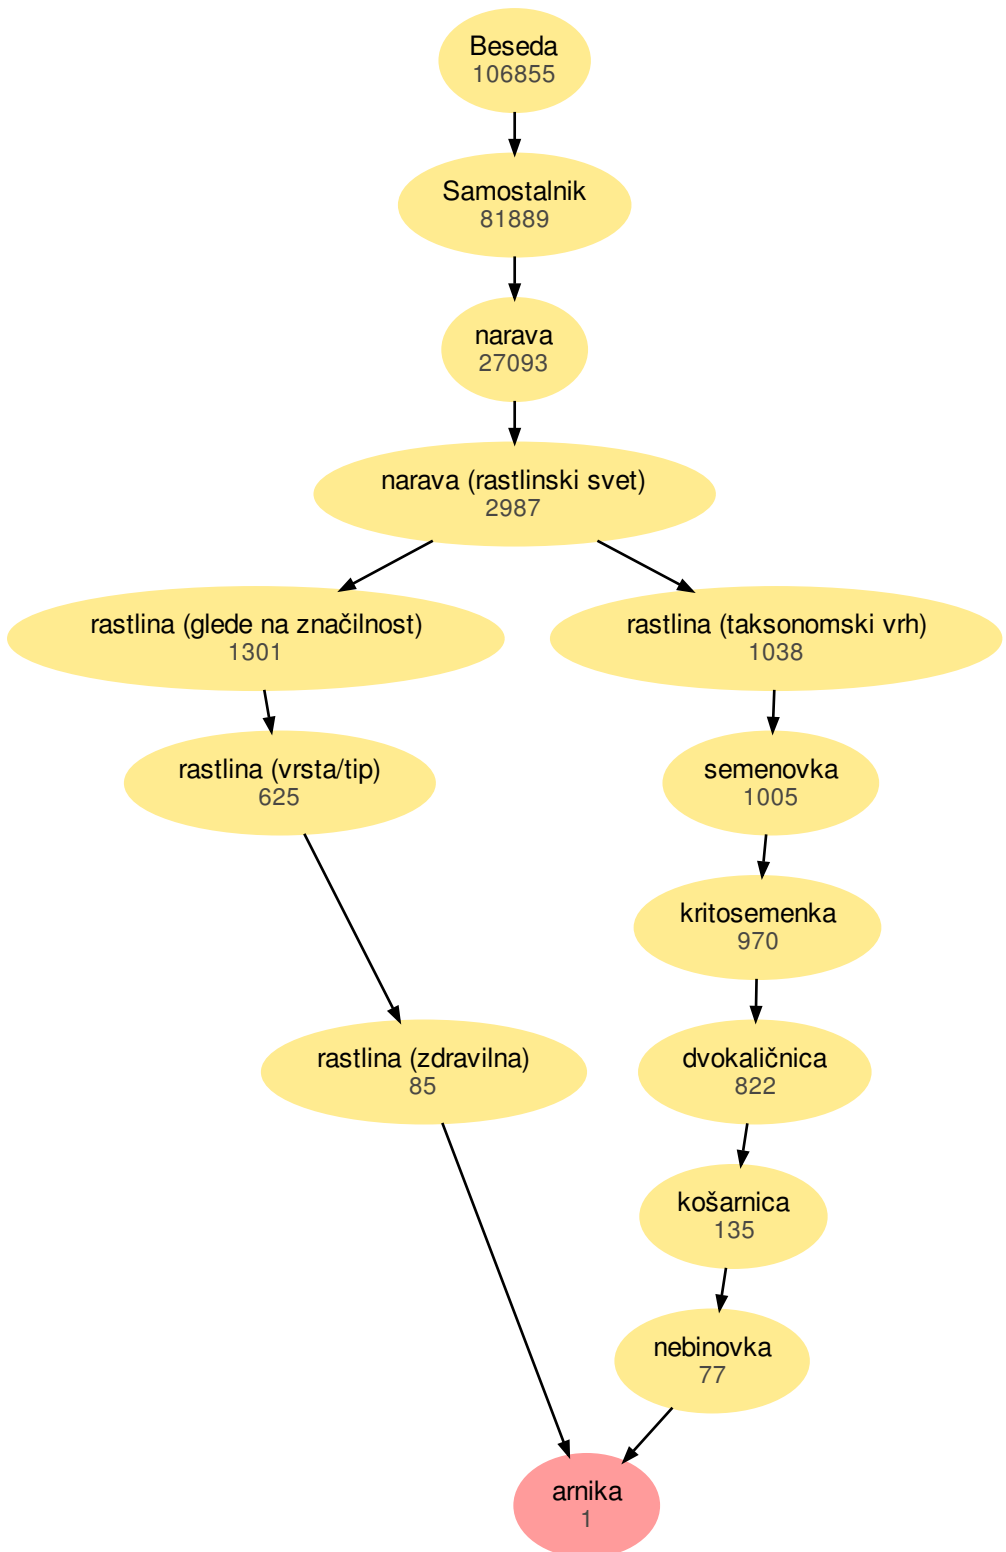 Beseda
106855
Samostalnik
81889
narava
27093
narava (rastlinski svet)
2987
rastlina (glede na značilnost)
1301
rastlina (taksonomski vrh)
1038
rastlina (vrsta/tip)
625
semenovka
1005
kritosemenka
970
rastlina (zdravilna)
85
dvokaličnica
822
košarnica
135
nebinovka
77
arnika
1